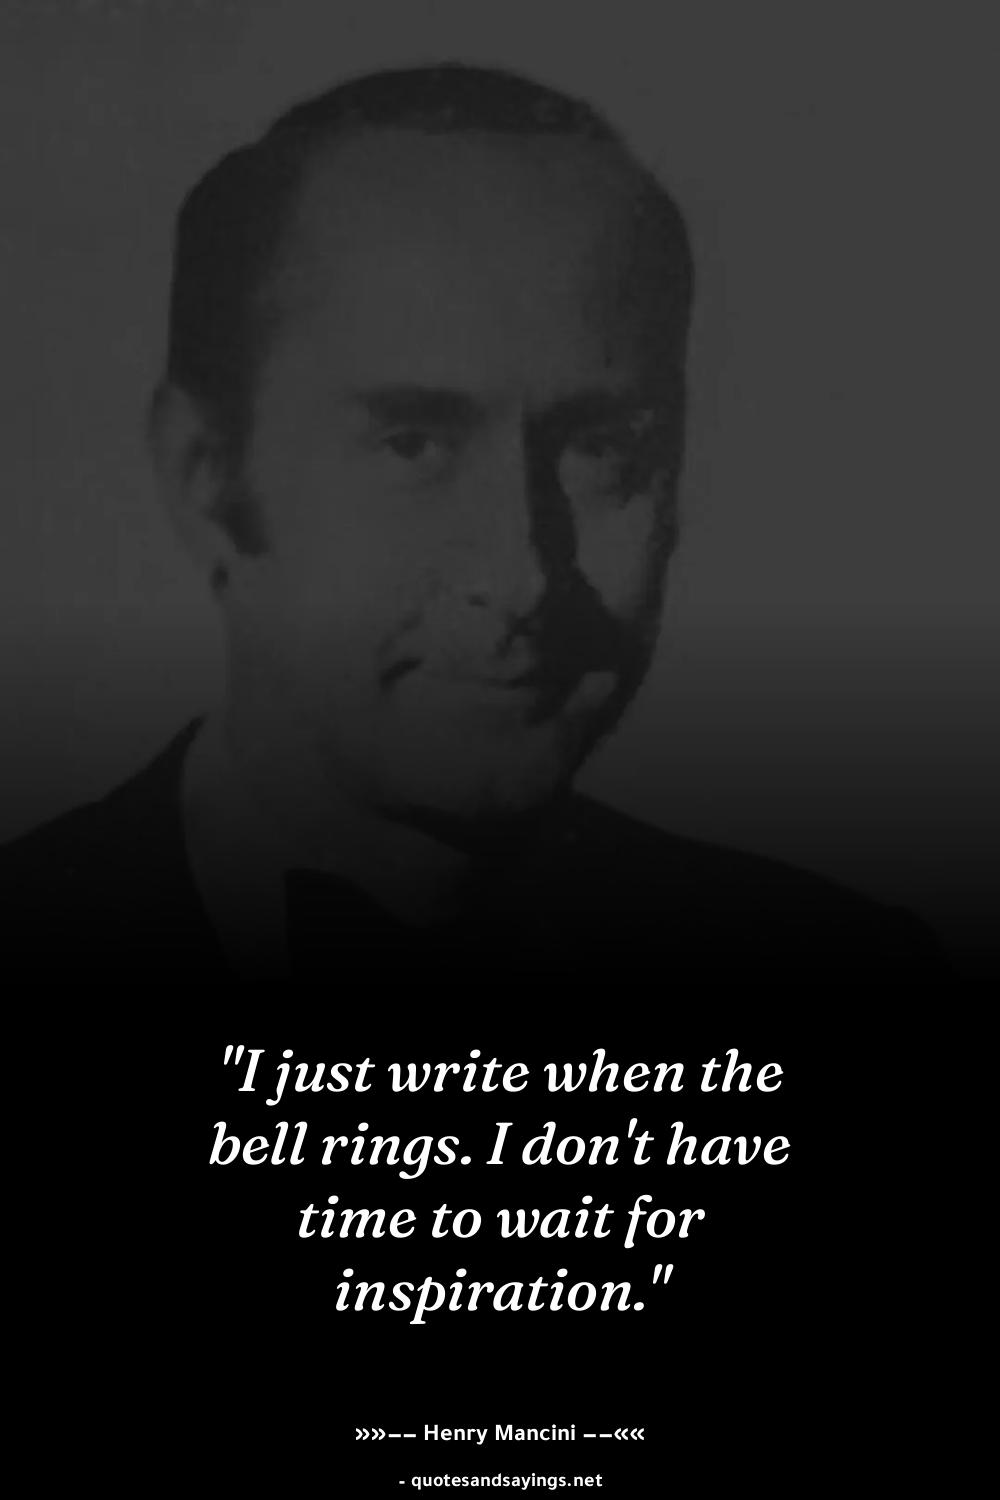 "I just write when the
bell rings. I don't have
time to wait for
inspiration."
»»−− Henry Mancini −−««
- quotesandsayings.net